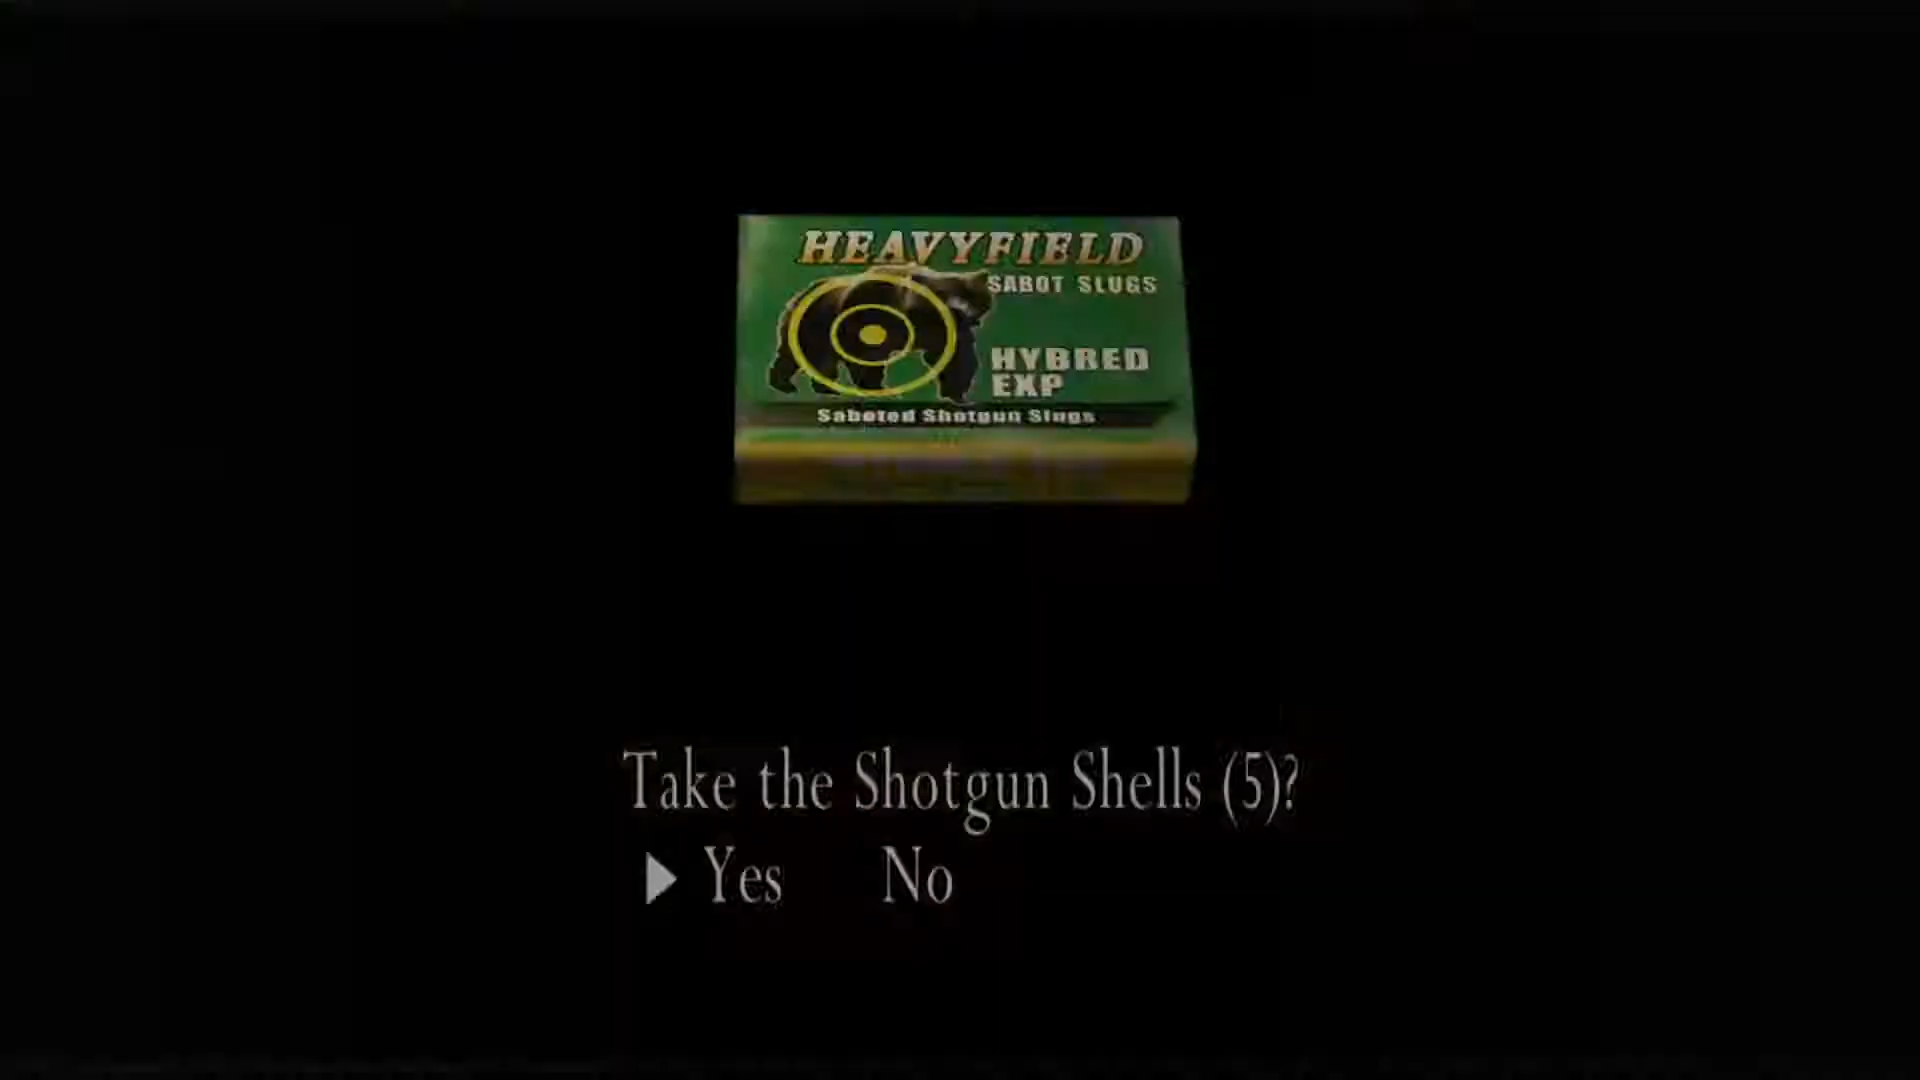 HEAVYFIELD
SABOT SLUGS
HYBRED
EXP
Saboted Shotgun Slugs
Take the Shotgun Shells (5)?
Yes No